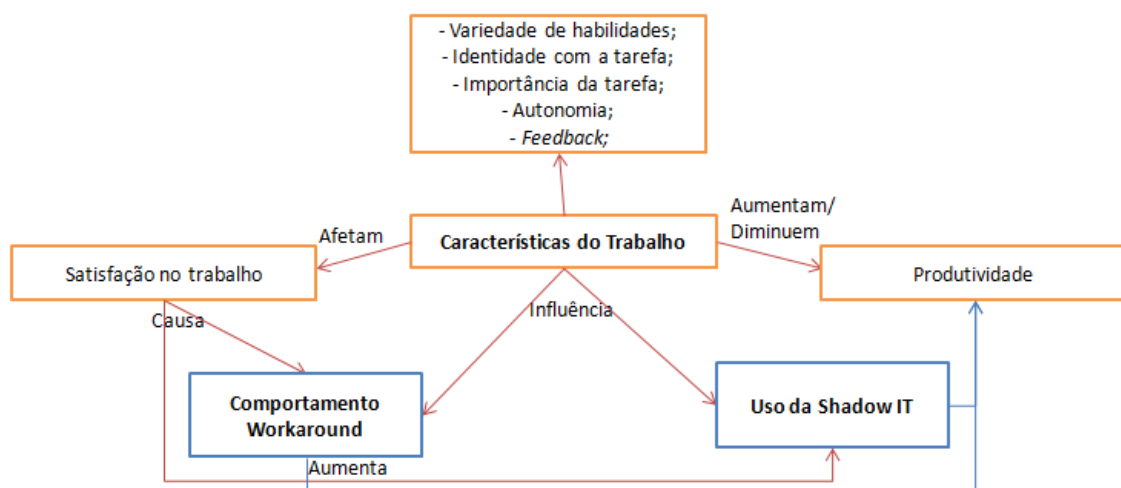 - Variedade de habilidades;
- Identidade com a tarefa;
- Importância da tarefa;
- Autonomia;
- Feedback;
Aumentam/
Diminuem
Afetam
Características do Trabalho
Satisfação no trabalho
Produtividade
Causa
Influência
Comportamento
Workaround
Uso da Shadow IT
Aumenta